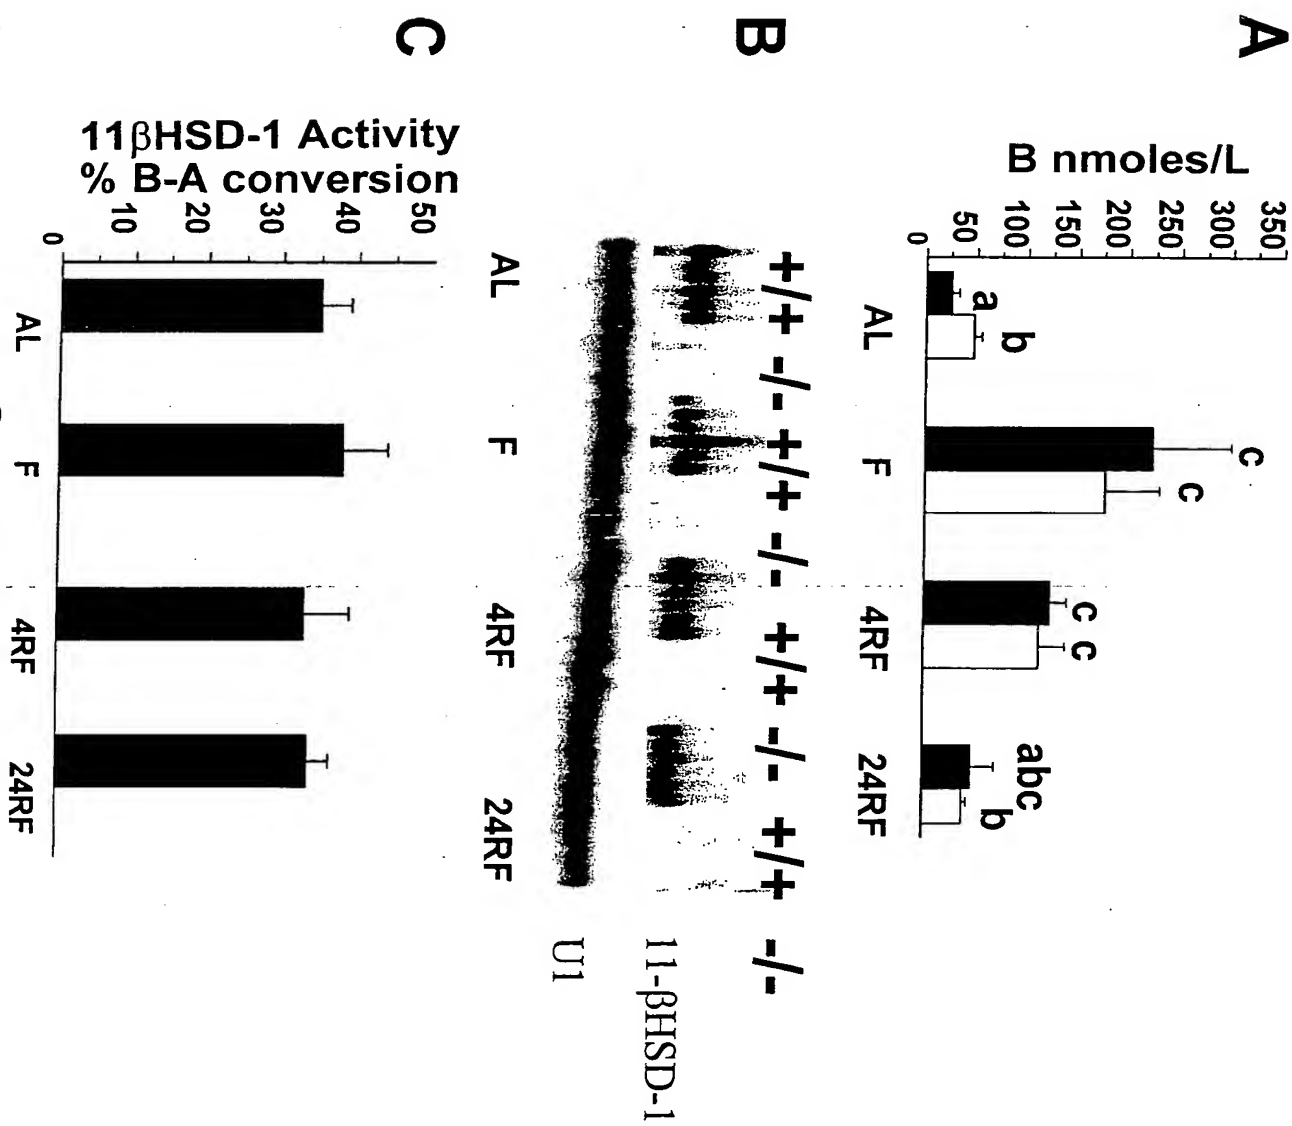 A
B nmoles/L
350
300
250
200
150
100
50
0
a
b
c
c
c
c
abc
b
AL
F
4RF
24RF
B
+/+ -/- +/+ -/- +/+ -/- +/+ -/-
11-βHSD-1
U1
AL
F
4RF
24RF
C
11βHSD-1 Activity
% B-A conversion
50
40
30
20
10
0
AL
F
4RF
24RF